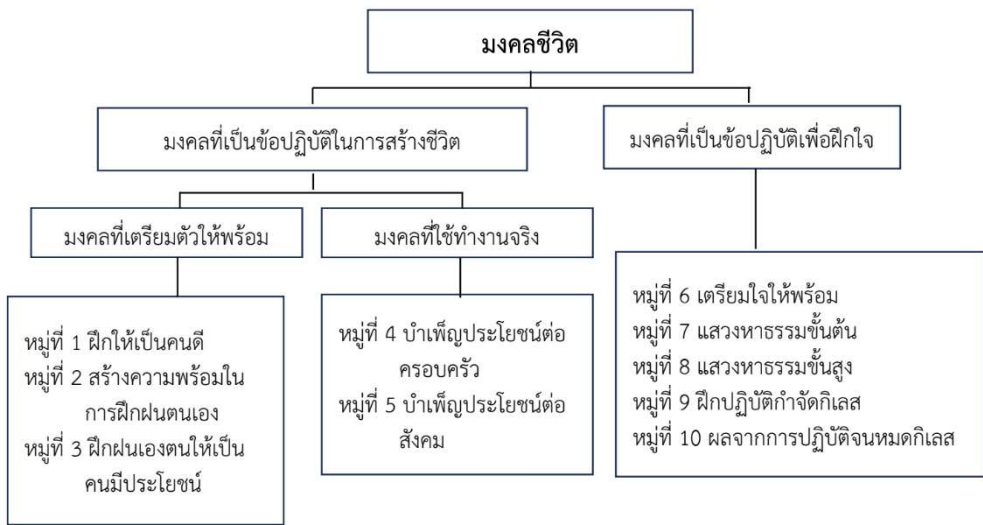 มงคลชีวิต
มงคลที่เป็นข้อปฏิบัติในการสร้างชีวิต
มงคลที่เป็นข้อปฏิบัติเพื่อฝึกใจ
มงคลที่เตรียมตัวให้พร้อม
มงคลที่ใช้ทำงานจริง
หมู่ที่ 1 ฝึกให้เป็นคนดี
หมู่ที่ 2 สร้างความพร้อมใน
การฝึกฝนตนเอง
หมู่ที่ 3 ฝึกฝนเองตนให้เป็น
คนมีประโยชน์
หมู่ที่ 4 บำเพ็ญประโยชน์ต่อ
ครอบครัว
หมู่ที่ 5 บำเพ็ญประโยชน์ต่อ
สังคม
หมู่ที่ 6 เตรียมใจให้พร้อม
หมู่ที่ 7 แสวงหาธรรมขั้นต้น
หมู่ที่ 8 แสวงหาธรรมขั้นสูง
หมู่ที่ 9 ฝึกปฏิบัติกำจัดกิเลส
หมู่ที่ 10 ผลจากการปฏิบัติจนหมดกิเลส